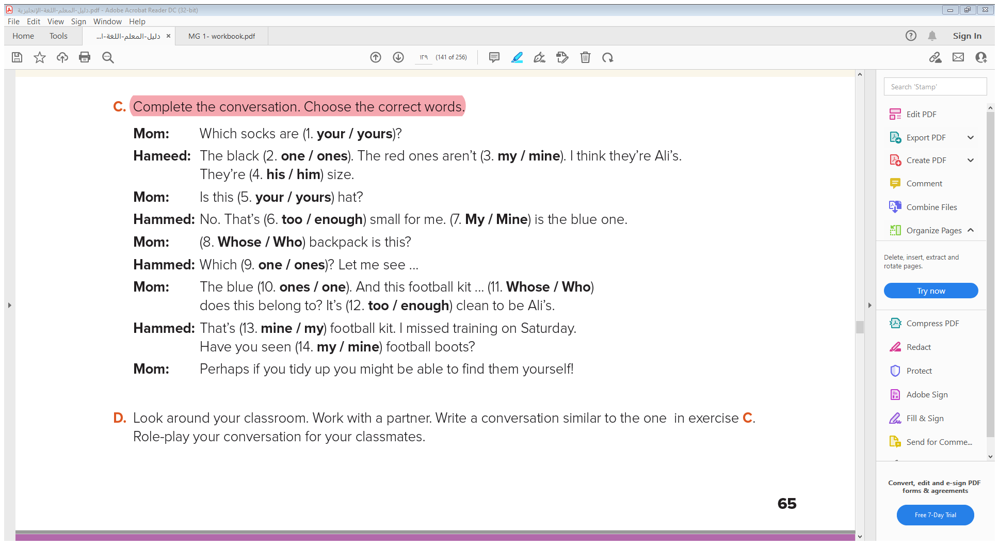 دليل-المعلم-اللغة-الإنجليزية.pdf - Adobe Acrobat Reader DC (32-bit)
File Edit View Sign Window Help
Home Tools دليل-المعلم-اللغة-ا... × MG 1- workbook.pdf Sign In
١٢٩ (141 of 256)
C. Complete the conversation. Choose the correct words.
Mom: Which socks are (1. your / yours)?
Hameed: The black (2. one / ones). The red ones aren’t (3. my / mine). I think they’re Ali’s.
They’re (4. his / him) size.
Mom: Is this (5. your / yours) hat?
Hammed: No. That’s (6. too / enough) small for me. (7. My / Mine) is the blue one.
Mom: (8. Whose / Who) backpack is this?
Hammed: Which (9. one / ones)? Let me see ...
Mom: The blue (10. ones / one). And this football kit ... (11. Whose / Who)
does this belong to? It’s (12. too / enough) clean to be Ali’s.
Hammed: That’s (13. mine / my) football kit. I missed training on Saturday.
Have you seen (14. my / mine) football boots?
Mom: Perhaps if you tidy up you might be able to find them yourself!
D. Look around your classroom. Work with a partner. Write a conversation similar to the one in exercise C.
Role-play your conversation for your classmates.
65
Search 'Stamp'
Edit PDF
Export PDF
Create PDF
Comment
Combine Files
Organize Pages
Delete, insert, extract and
rotate pages.
Try now
Compress PDF
Redact
Protect
Adobe Sign
Fill & Sign
Send for Comme...
Convert, edit and e-sign PDF
forms & agreements
Free 7-Day Trial